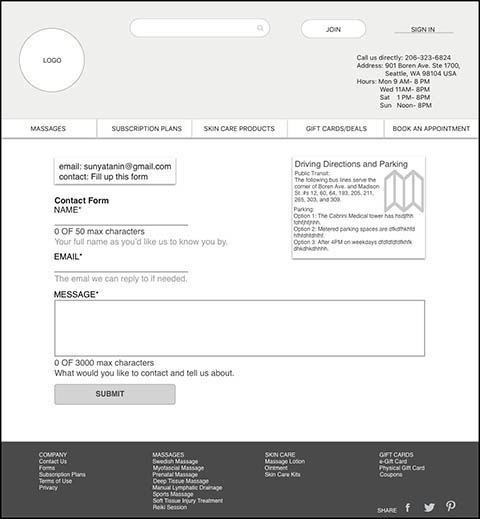 LOGO
JOIN
SIGN IN
Call us directly: 206-323-6824
Address: 901 Boren Ave. Ste 1700,
Seattle, WA 98104 USA
Hours: Mon 9 AM- 8 PM
Wed 11AM- 8PM
Sat 1 PM- 8PM
Sun Noon- 8PM
MASSAGES
SUBSCRIPTION PLANS
SKIN CARE PRODUCTS
GIFT CARDS/DEALS
BOOK AN APPOINTMENT
email: sunyatanin@gmail.com
contact: Fill up this form
Driving Directions and Parking
Public Transit:
The following bus lines serve the
corner of Boren Ave. and Madison
St. #s 12, 60, 64, 193, 205, 211,
265, 303, and 309
Parking:
Option 1: The Cabrini Medical tower has
Option 2: Metered parking spaces are
Option 3: After 4PM on weekdays
Contact Form
NAME*
0 OF 50 max characters
Your full name as you'd like us to know you by.
EMAIL*
The emal we can reply to if needed.
MESSAGE*
0 OF 3000 max characters
What would you like to contact and tell us about.
SUBMIT
COMPANY
Contact Us
Forms
Subscription Plans
Terms of Use
Privacy
MASSAGES
Swedish Massage
Myofascial Massage
Prenatal Massage
Deep Tissue Massage
Manual Lymphatic Drainage
Sports Massage
Soft Tissue Injury Treatment
Reiki Session
SKIN CARE
Massage Lotion
Ointment
Skin Care Kits
GIFT CARDS
e-Gift Card
Physical Gift Card
Coupons
SHARE